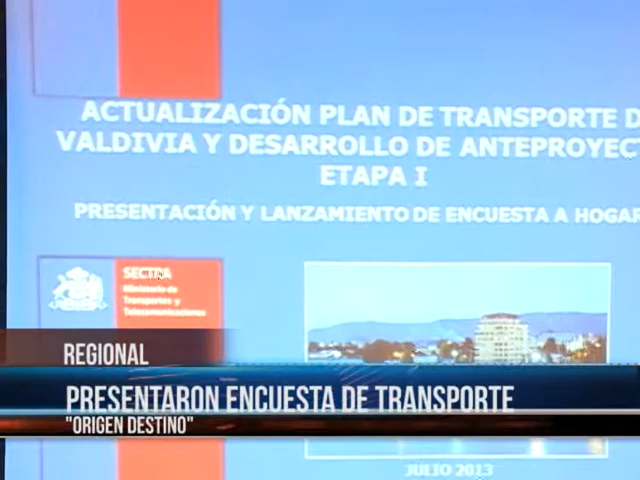 ACTUALIZACIÓN PLAN DE TRANSPORTE D
VALDIVIA Y DESARROLLO DE ANTEPROYECT
ETAPA I
PRESENTACIÓN Y LANZAMIENTO DE ENCUESTA A HOGAR
SECTRA
Ministerio de
Transportes y
Telecomunicaciones
REGIONAL
PRESENTARON ENCUESTA DE TRANSPORTE
"ORIGEN DESTINO"
JULIO 2013